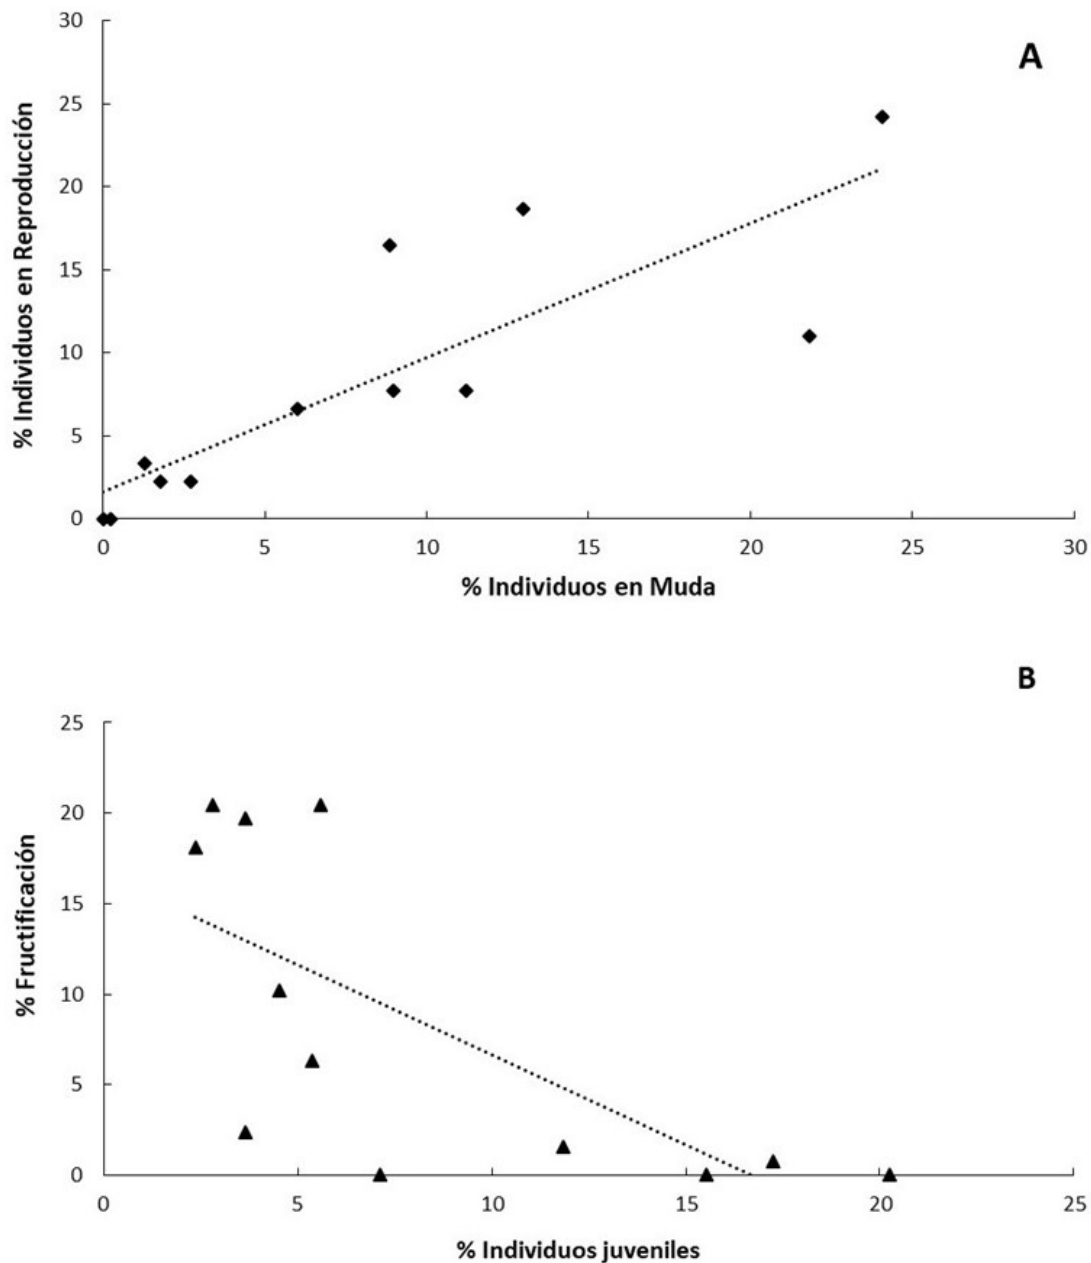 A
% Individuos en Reproducción
30
25
20
15
10
5
0
0 5 10 15 20 25 30
% Individuos en Muda
B
% Fructificación
25
20
15
10
5
0
0 5 10 15 20 25
% Individuos juveniles